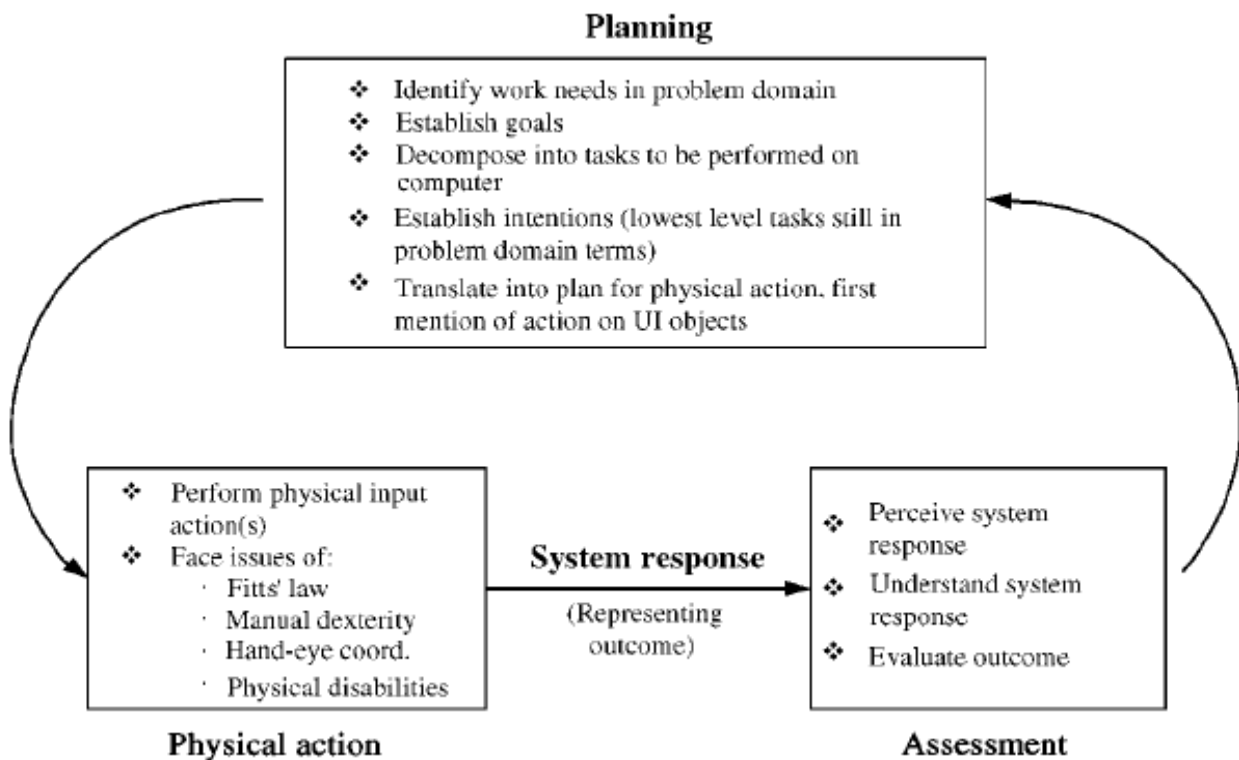 Planning
❖ Identify work needs in problem domain
❖ Establish goals
❖ Decompose into tasks to be performed on
computer
❖ Establish intentions (lowest level tasks still in
problem domain terms)
❖ Translate into plan for physical action, first
mention of action on UI objects
❖ Perform physical input
action(s)
❖ Face issues of:
· Fitts' law
· Manual dexterity
· Hand-eye coord.
· Physical disabilities
Physical action
System response
(Representing
outcome)
❖ Perceive system
response
❖ Understand system
response
❖ Evaluate outcome
Assessment